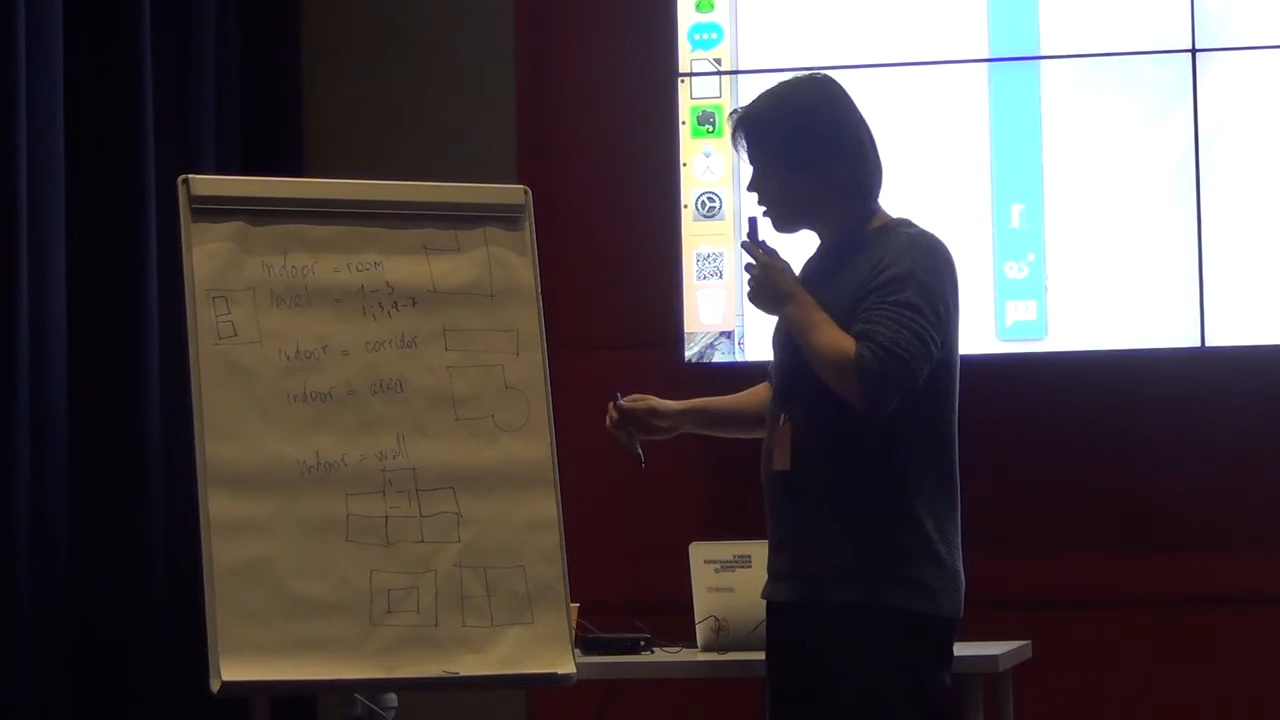 indoor = room
level = 1-3
1,3,4-7
indoor = corridor
indoor = area
indoor = wall